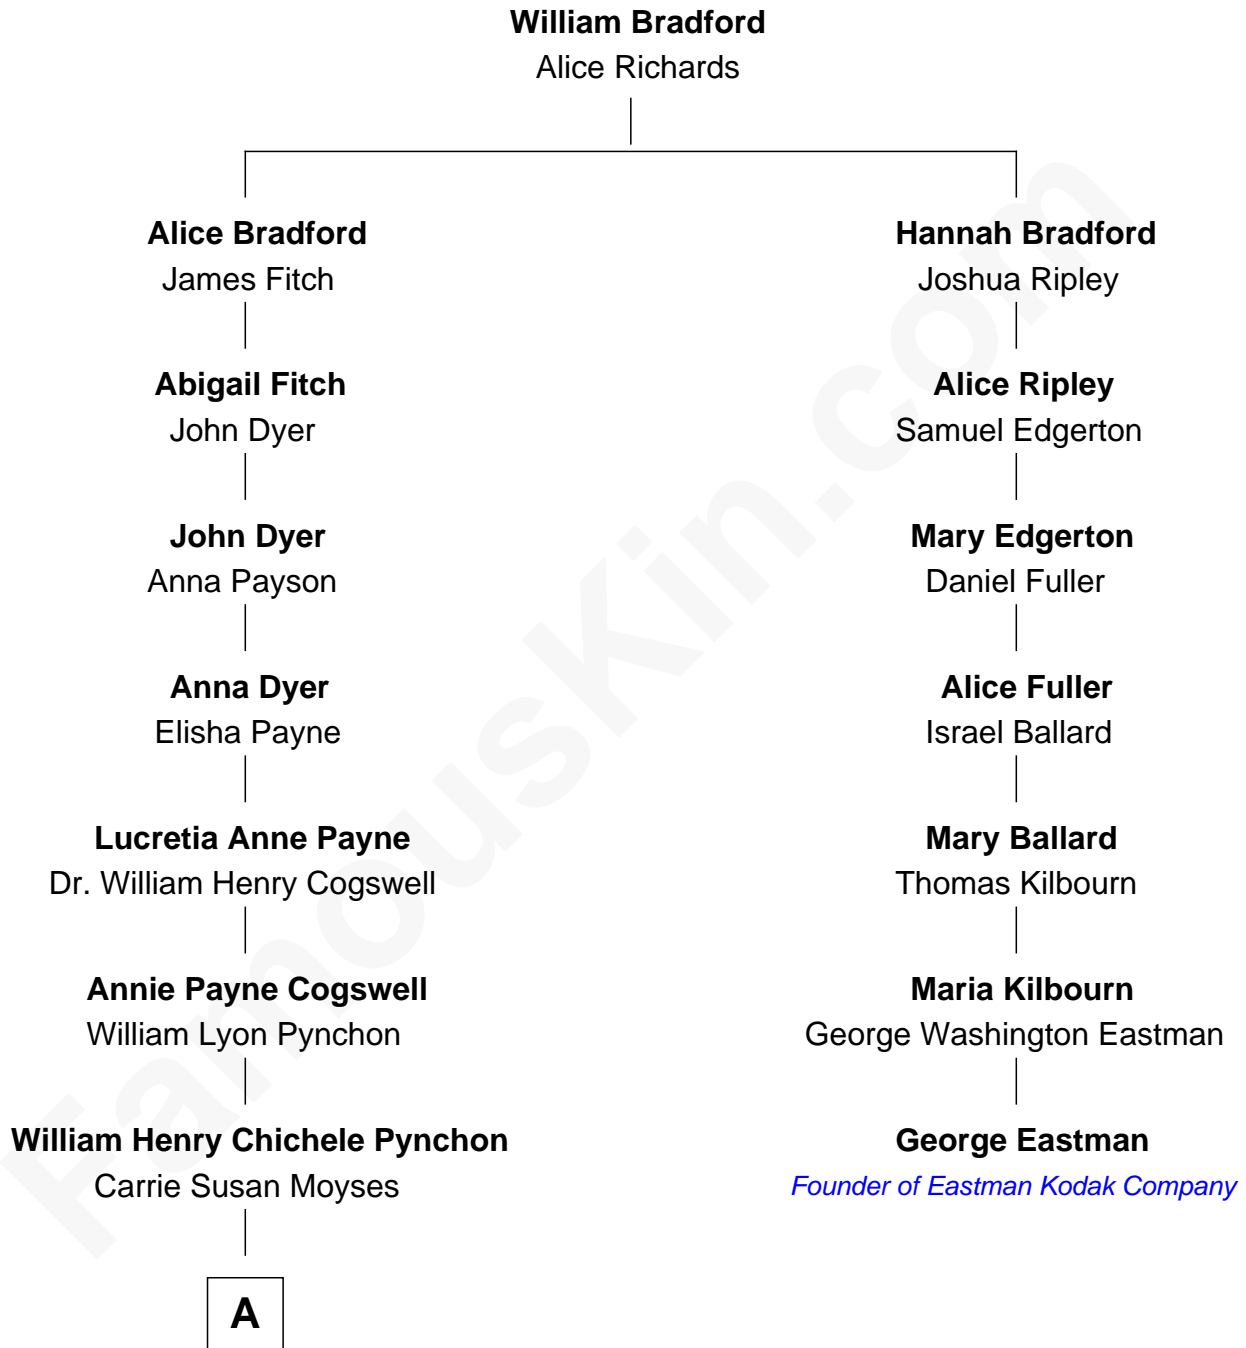 William Bradford
Alice Richards
Alice Bradford
James Fitch
Hannah Bradford
Joshua Ripley
Abigail Fitch
John Dyer
Alice Ripley
Samuel Edgerton
John Dyer
Anna Payson
Mary Edgerton
Daniel Fuller
Anna Dyer
Elisha Payne
Alice Fuller
Israel Ballard
Lucretia Anne Payne
Dr. William Henry Cogswell
Mary Ballard
Thomas Kilbourn
Annie Payne Cogswell
William Lyon Pynchon
Maria Kilbourn
George Washington Eastman
William Henry Chichele Pynchon
Carrie Susan Moyses
George Eastman
Founder of Eastman Kodak Company
A
FamousKin.com